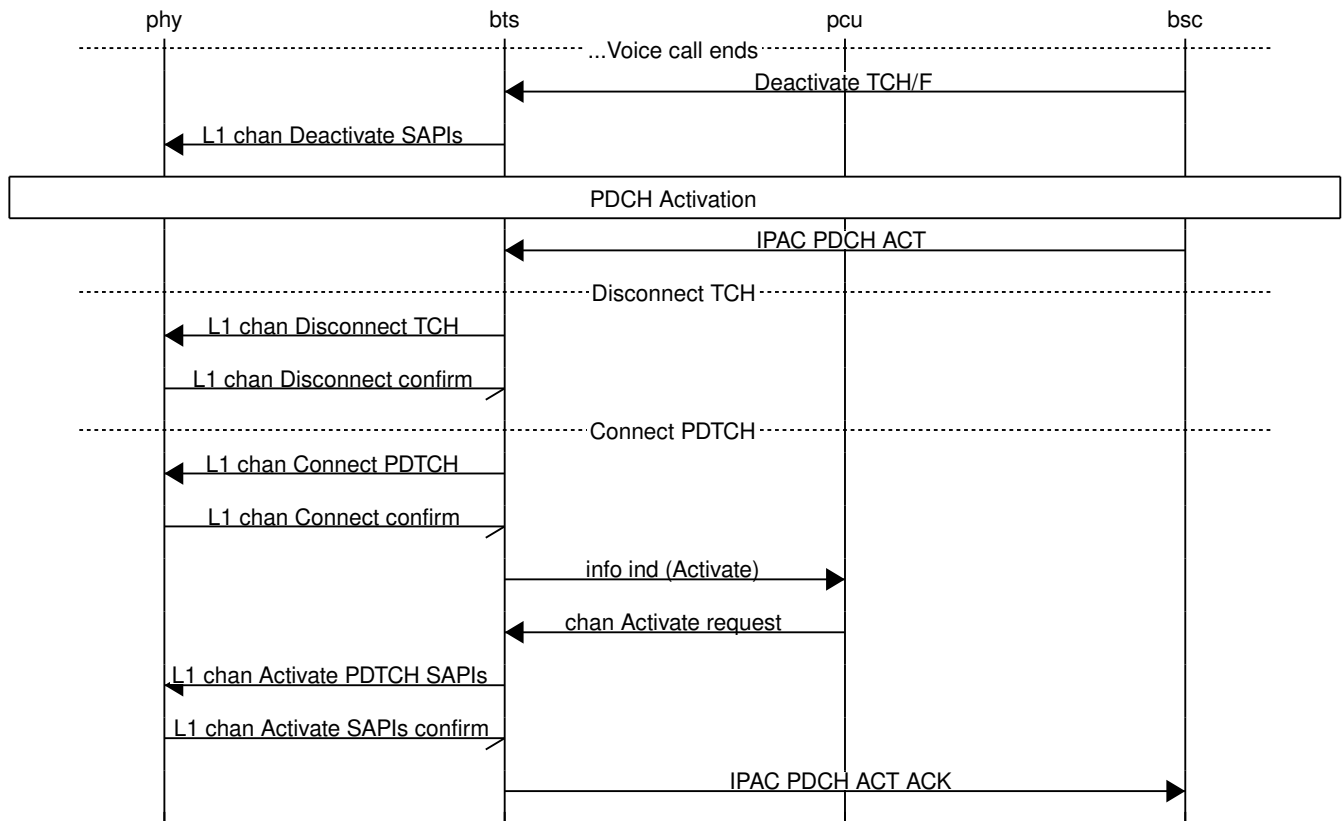 phy bts pcu bsc
...Voice call ends
Deactivate TCH/F
L1 chan Deactivate SAPIs
PDCH Activation
IPAC PDCH ACT
Disconnect TCH
L1 chan Disconnect TCH
L1 chan Disconnect confirm
Connect PDTCH
L1 chan Connect PDTCH
L1 chan Connect confirm
info ind (Activate)
chan Activate request
L1 chan Activate PDTCH SAPIs
L1 chan Activate SAPIs confirm
IPAC PDCH ACT ACK